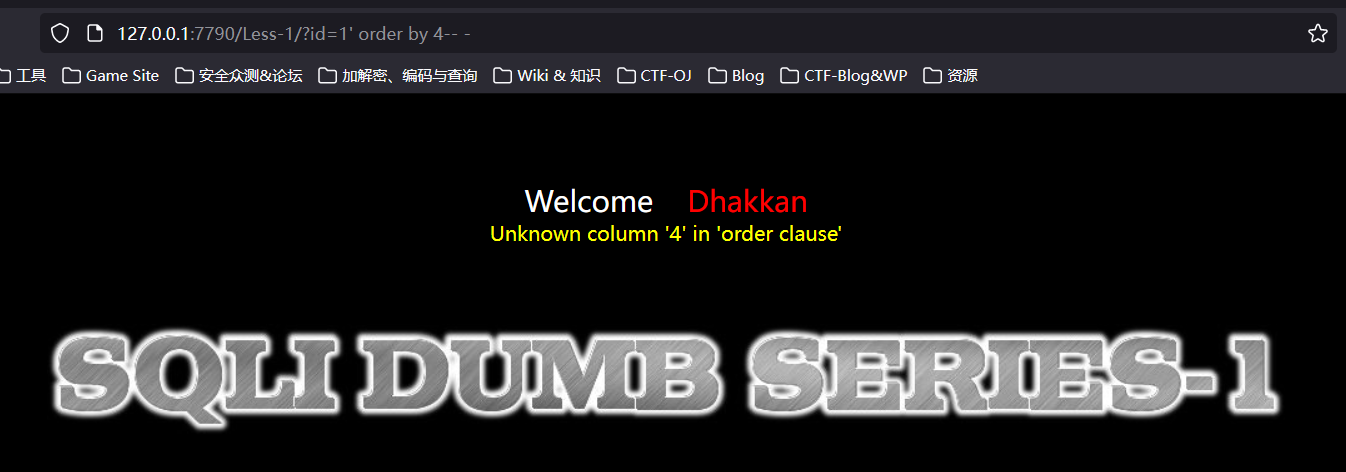 127.0.0.1:7790/Less-1/?id=1' order by 4-- -
工具 Game Site 安全众测&论坛 加解密、编码与查询 Wiki & 知识 CTF-OJ Blog CTF-Blog&WP 资源
Welcome Dhakkan
Unknown column '4' in 'order clause'
SQLI DUMB SERIES-1